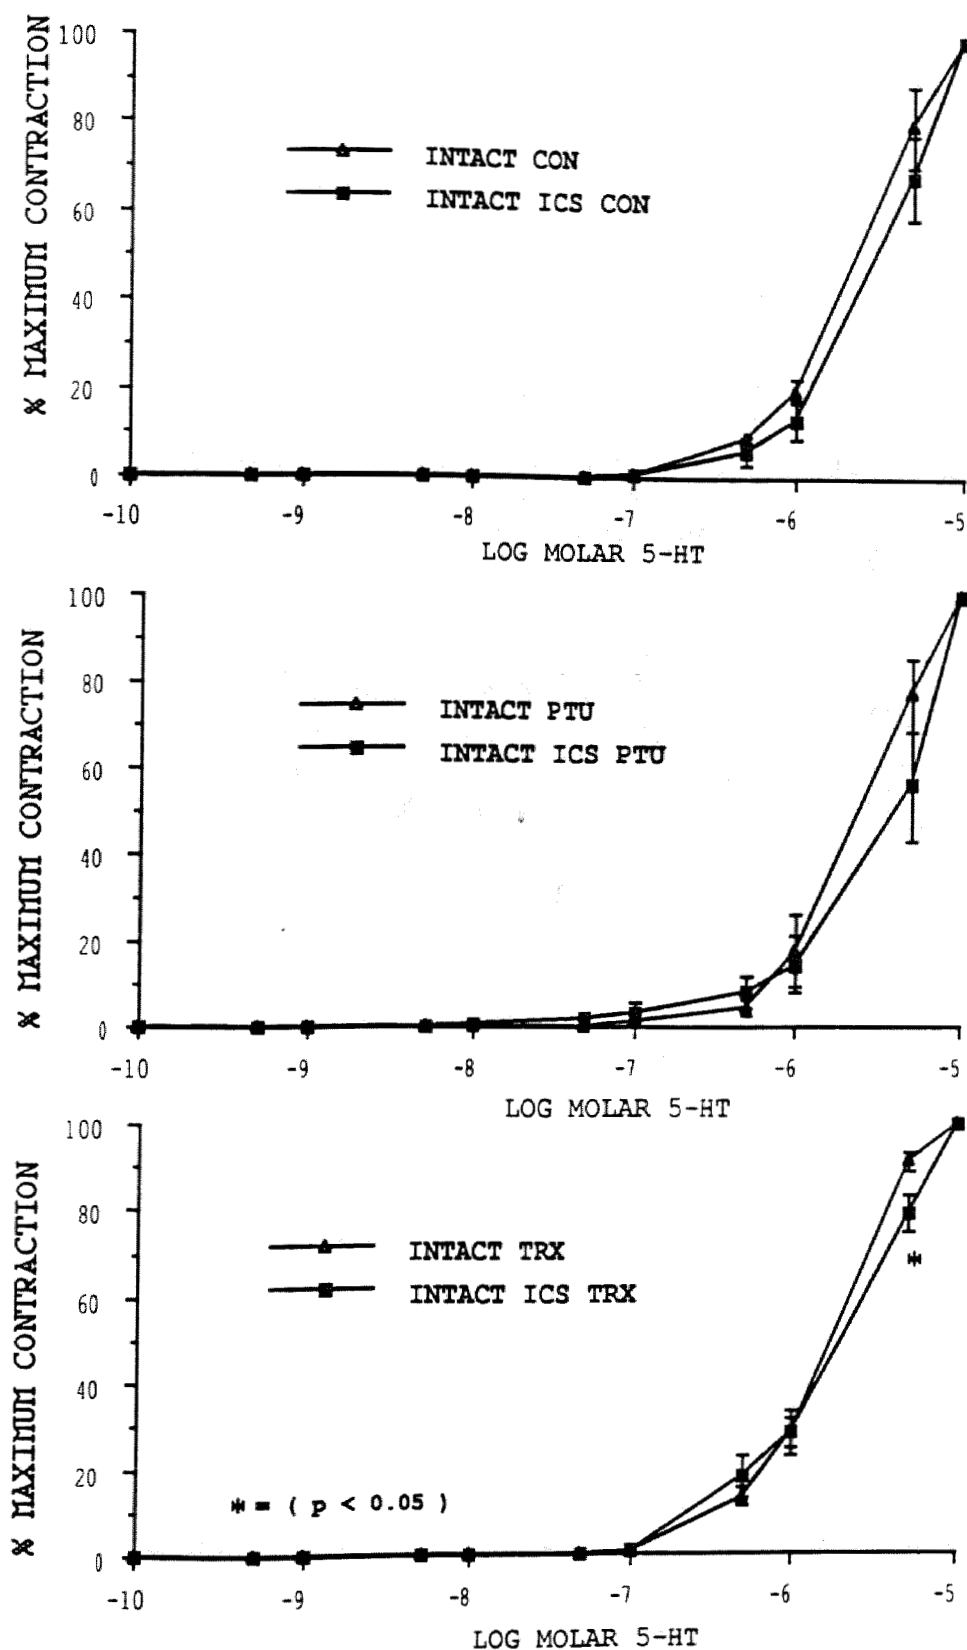 % MAXIMUM CONTRACTION
100
80
60
40
20
0
INTACT CON
INTACT ICS CON
-10 -9 -8 -7 -6 -5
LOG MOLAR 5-HT
% MAXIMUM CONTRACTION
100
80
60
40
20
0
INTACT PTU
INTACT ICS PTU
-10 -9 -8 -7 -6 -5
LOG MOLAR 5-HT
% MAXIMUM CONTRACTION
100
80
60
40
20
0
INTACT TRX
INTACT ICS TRX
*
* = ( p < 0.05 )
-10 -9 -8 -7 -6 -5
LOG MOLAR 5-HT